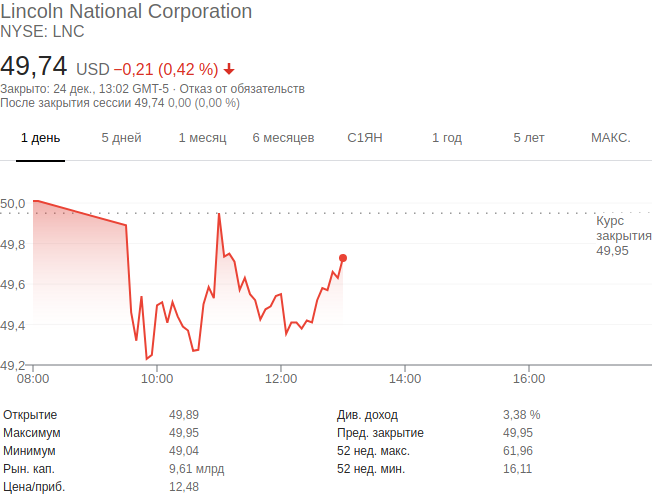 Lincoln National Corporation
NYSE: LNC
49,74 USD −0,21 (0,42 %)
Закрыто: 24 дек., 13:02 GMT-5 · Отказ от обязательств
После закрытия сессии 49,74 0,00 (0,00 %)
1 день 5 дней 1 месяц 6 месяцев С1ЯН 1 год 5 лет МАКС.
50,0
Курс
закрытия
49,95
49,8
49,6
49,4
49,2
08:00 10:00 12:00 14:00 16:00
Открытие 49,89 Див. доход 3,38 %
Максимум 49,95 Пред. закрытие 49,95
Минимум 49,04 52 нед. макс. 61,96
Рын. кап. 9,61 млрд 52 нед. мин. 16,11
Цена/приб. 12,48